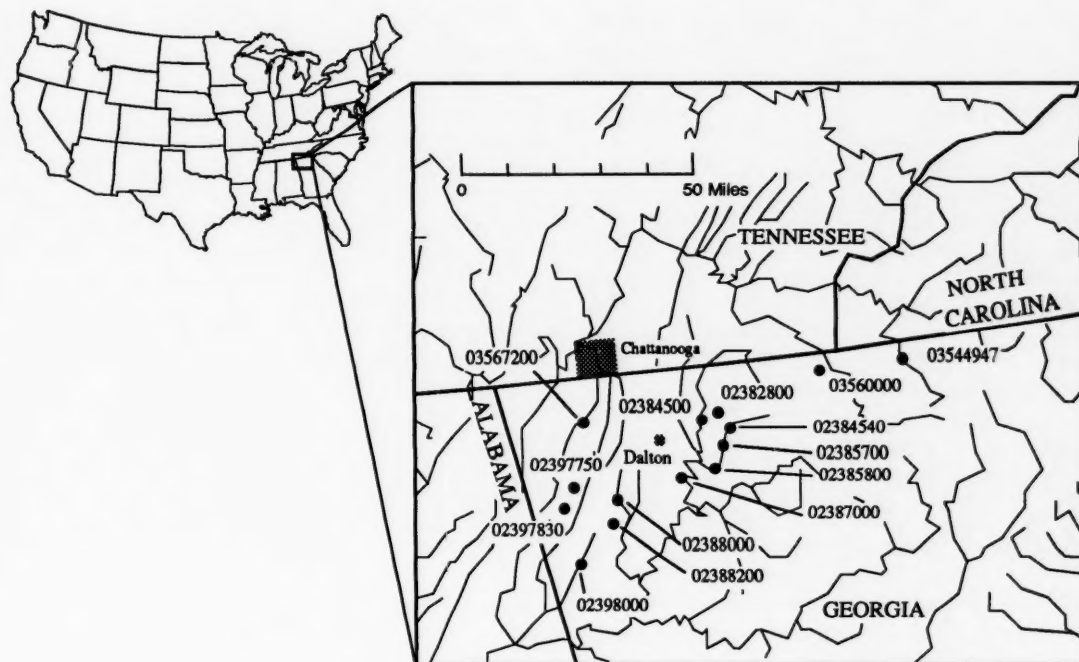 0
50 Miles
TENNESSEE
NORTH
CAROLINA
Chattanooga
03567200
03544947
03560000
02384500
02382800
02384540
ALABAMA
02385700
Dalton
02397750
02385800
02387000
02397830
02388000
02388200
02398000
GEORGIA